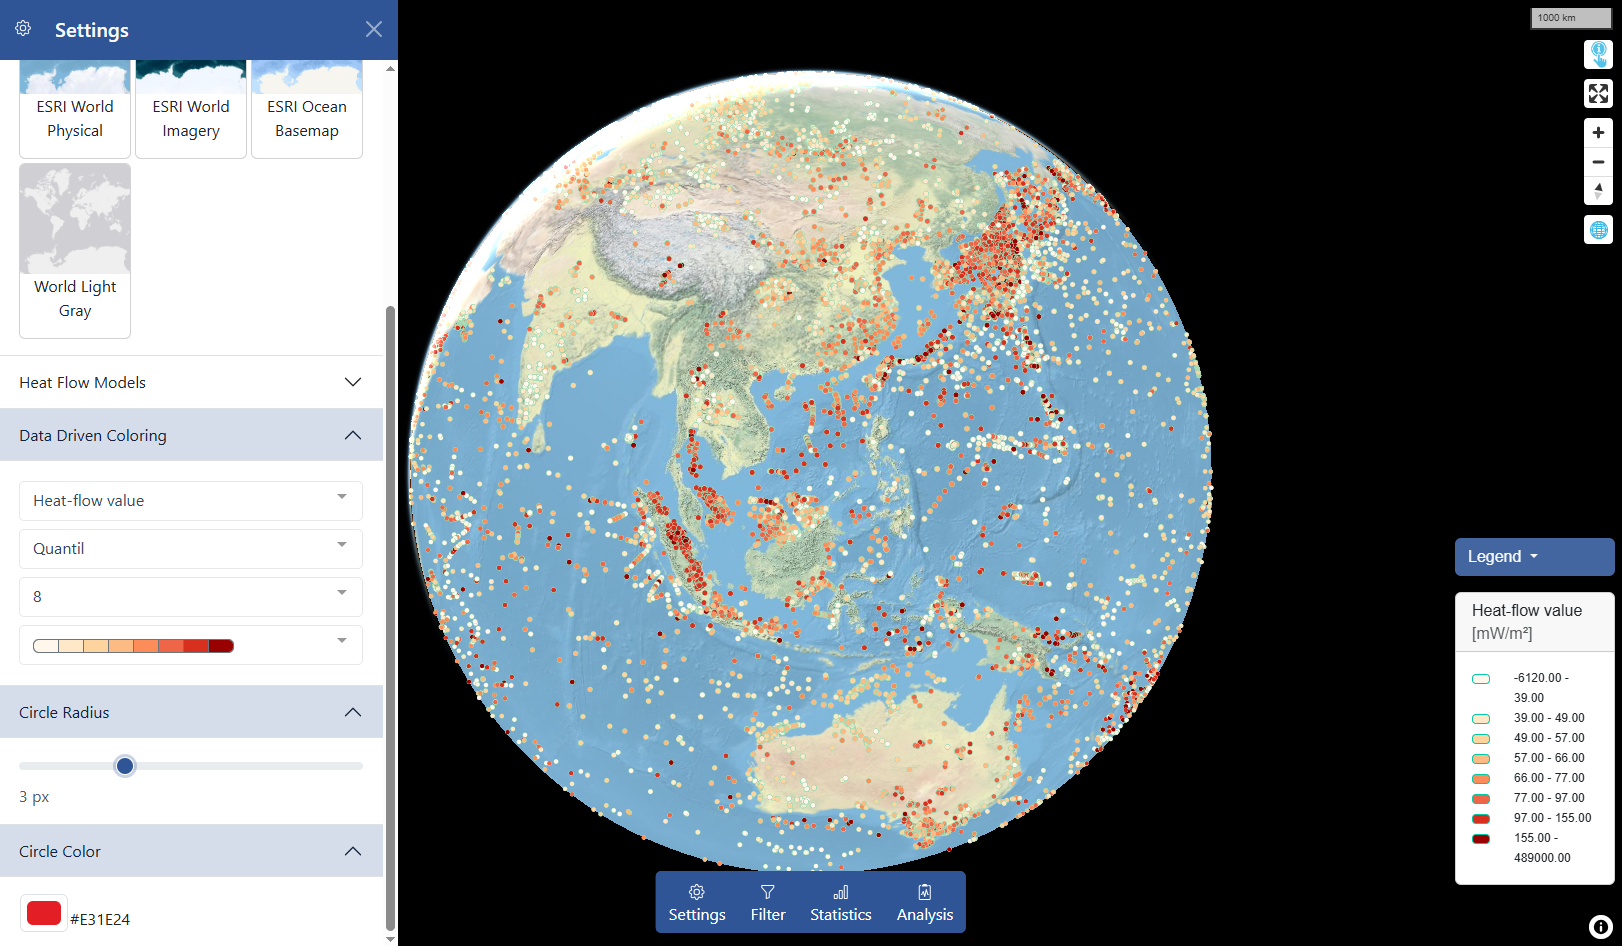 Settings
ESRI World
Physical
ESRI World
Imagery
ESRI Ocean
Basemap
World Light
Gray
Heat Flow Models
Data Driven Coloring
Heat-flow value
Quantil
8
Circle Radius
3 px
Circle Color
#E31E24
1000 km
Legend
Heat-flow value
[mW/m²]
-6120.00 -
39.00
39.00 - 49.00
49.00 - 57.00
57.00 - 66.00
66.00 - 77.00
77.00 - 97.00
97.00 - 155.00
155.00 -
489000.00
Settings
Filter
Statistics
Analysis